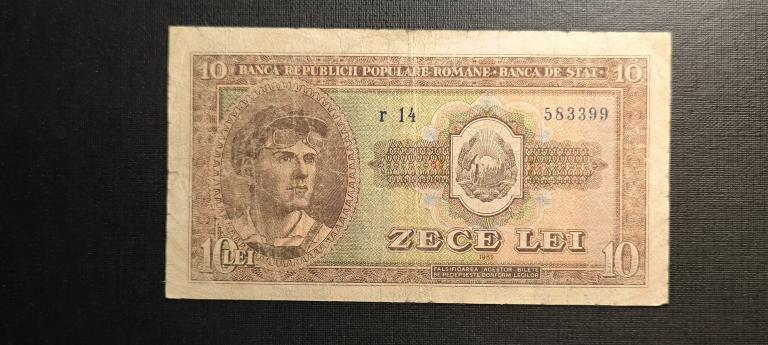 10 BANCA REPUBLICII POPULARE ROMANE - BANCA DE STAT - 10
r 14 583399
ZECE LEI
1952
10 LEI
FALSIFICAREA ACESTOR BILETE
SE PEDEPSESTE CONFORM LEGILOR
10